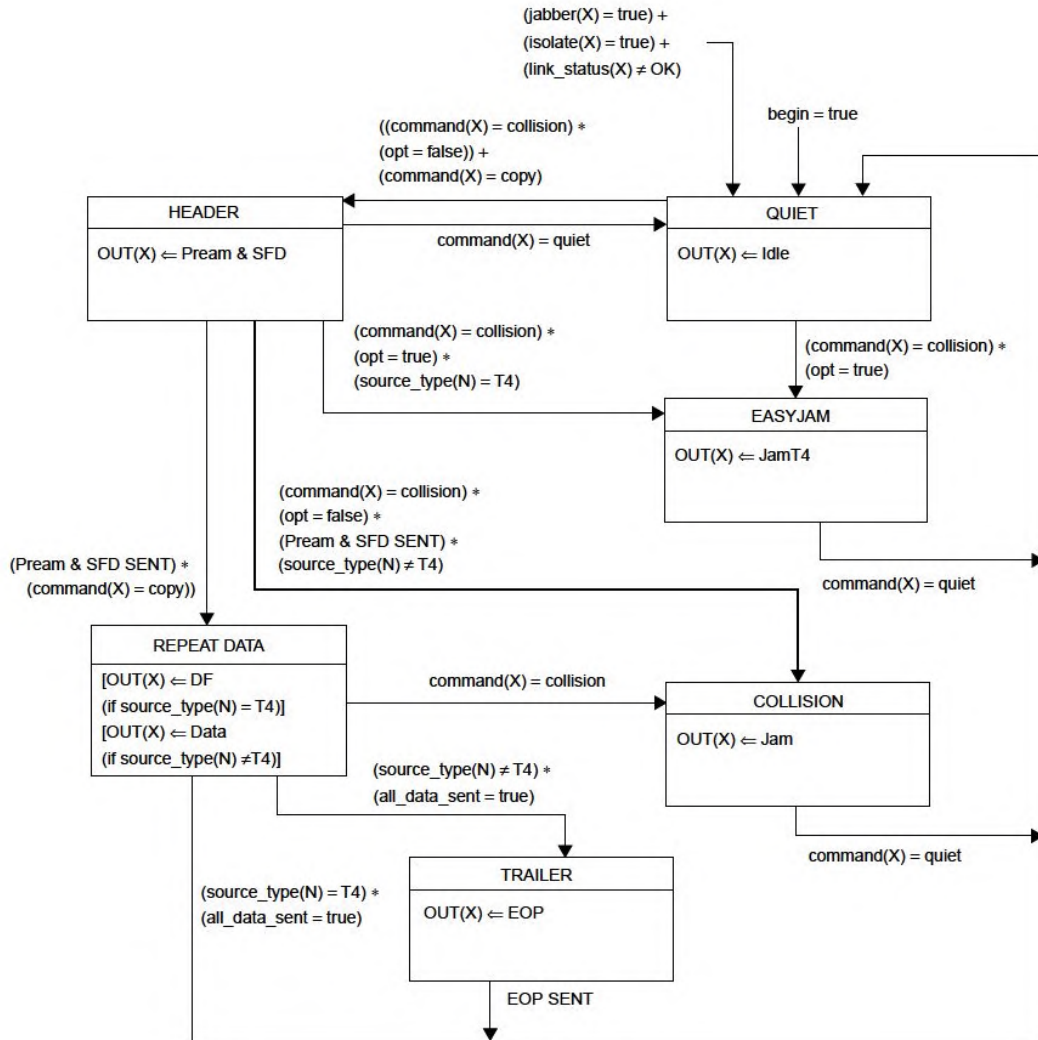 (jabber(X) = true) +
(isolate(X) = true) +
(link_status(X) ≠ OK)
begin = true
((command(X) = collision) ∗
(opt = false)) +
(command(X) = copy)
HEADER
OUT(X) ⇐ Pream & SFD
command(X) = quiet
QUIET
OUT(X) ⇐ Idle
(command(X) = collision) ∗
(opt = true) ∗
(source_type(N) = T4)
(command(X) = collision) ∗
(opt = true)
EASYJAM
OUT(X) ⇐ JamT4
(command(X) = collision) ∗
(opt = false) ∗
(Pream & SFD SENT) ∗
(source_type(N) ≠ T4)
(Pream & SFD SENT) ∗
(command(X) = copy))
command(X) = quiet
REPEAT DATA
[OUT(X) ⇐ DF
(if source_type(N) = T4)]
[OUT(X) ⇐ Data
(if source_type(N) ≠T4)]
command(X) = collision
COLLISION
OUT(X) ⇐ Jam
(source_type(N) ≠ T4) ∗
(all_data_sent = true)
command(X) = quiet
TRAILER
OUT(X) ⇐ EOP
(source_type(N) = T4) ∗
(all_data_sent = true)
EOP SENT